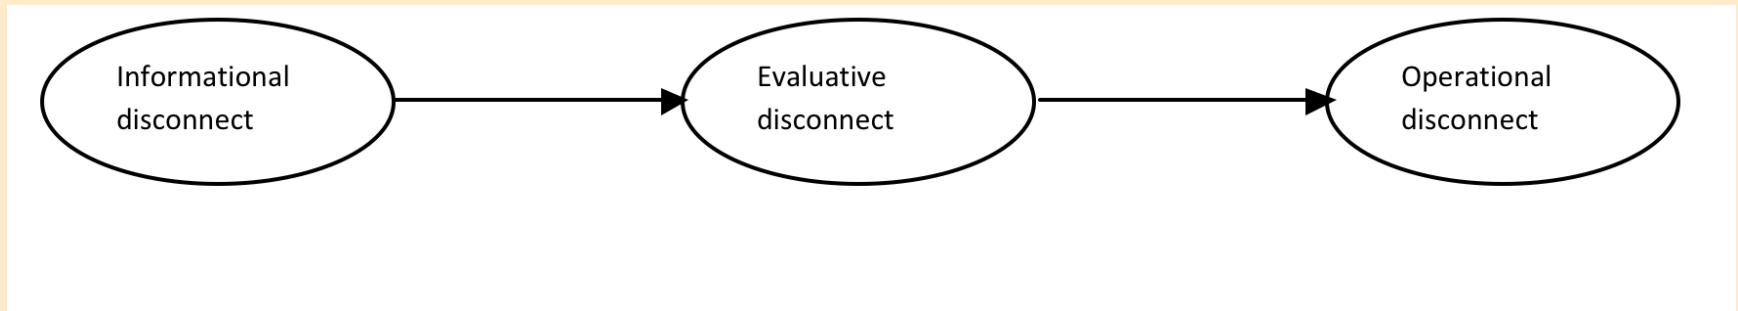 Informational
disconnect
Evaluative
disconnect
Operational
disconnect